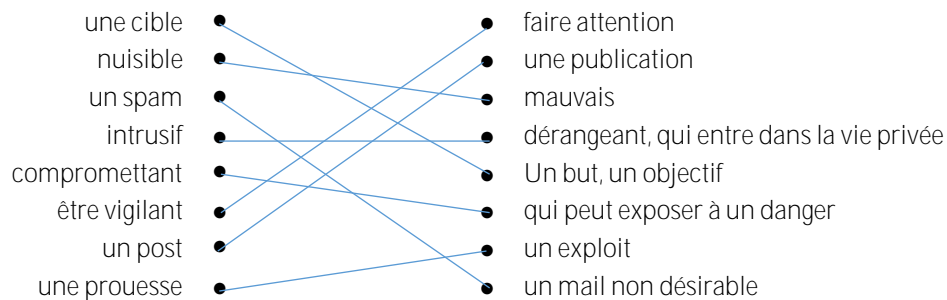 une cible faire attention
nuisible une publication
un spam mauvais
intrusif dérangeant, qui entre dans la vie privée
compromettant Un but, un objectif
être vigilant qui peut exposer à un danger
un post un exploit
une prouesse un mail non désirable